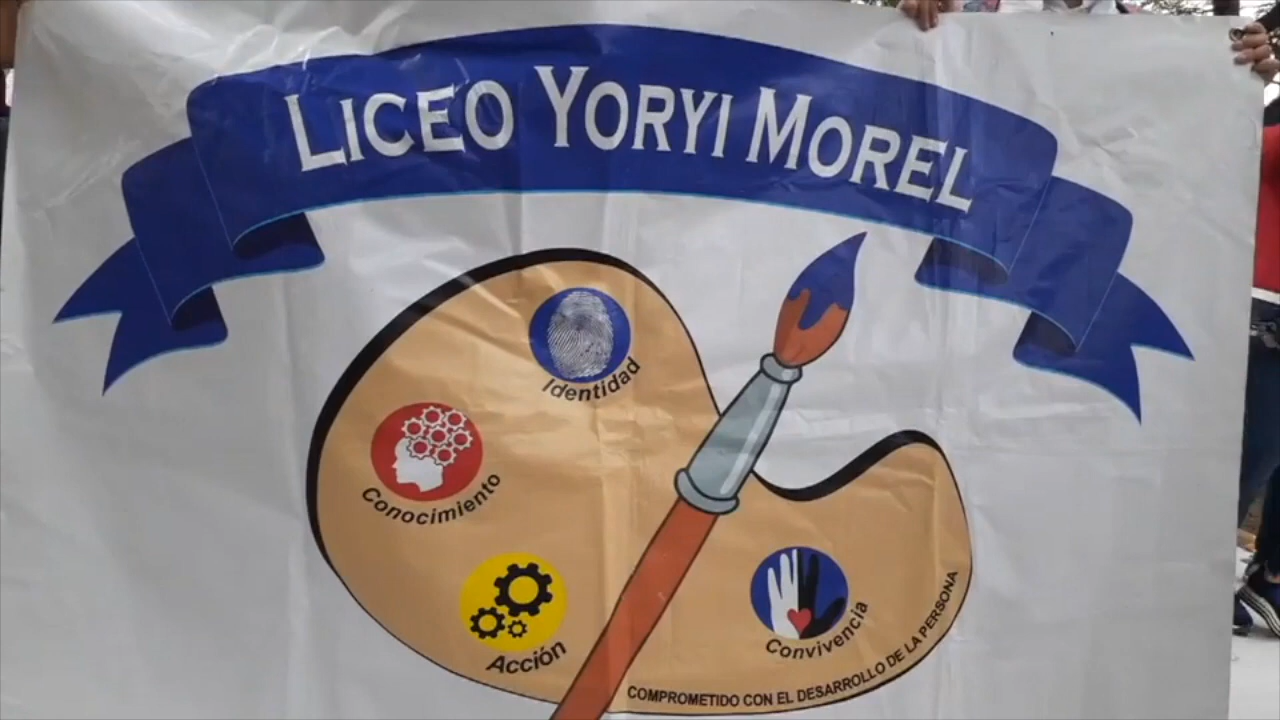 LICEO YORYI MOREL
Identidad
Conocimiento
Acción
Convivencia
COMPROMETIDO CON EL DESARROLLO DE LA PERSONA